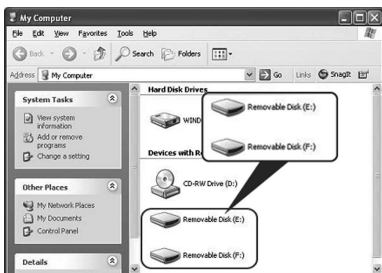 My Computer
File Edit View Favorites Tools Help
Back Search Folders
Address My Computer Go Links SnagIt
System Tasks
View system
information
Add or remove
programs
Change a setting
Other Places
My Network Places
My Documents
Control Panel
Details
Hard Disk Drives
WIND
Devices with R
CD-RW Drive (D:)
Removable Disk (E:)
Removable Disk (F:)
Removable Disk (E:)
Removable Disk (F:)